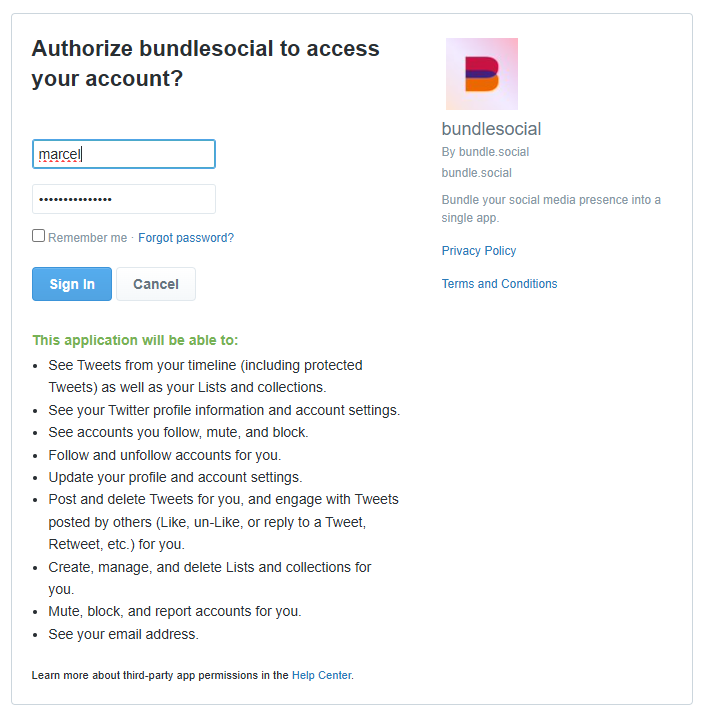 Authorize bundlesocial to access
your account?
marcel
•••••••••••••••
Remember me · Forgot password?
Sign In
Cancel
This application will be able to:
• See Tweets from your timeline (including protected
Tweets) as well as your Lists and collections.
• See your Twitter profile information and account settings.
• See accounts you follow, mute, and block.
• Follow and unfollow accounts for you.
• Update your profile and account settings.
• Post and delete Tweets for you, and engage with Tweets
posted by others (Like, un-Like, or reply to a Tweet,
Retweet, etc.) for you.
• Create, manage, and delete Lists and collections for
you.
• Mute, block, and report accounts for you.
• See your email address.
Learn more about third-party app permissions in the Help Center.
B
bundlesocial
By bundle.social
bundle.social
Bundle your social media presence into a
single app.
Privacy Policy
Terms and Conditions